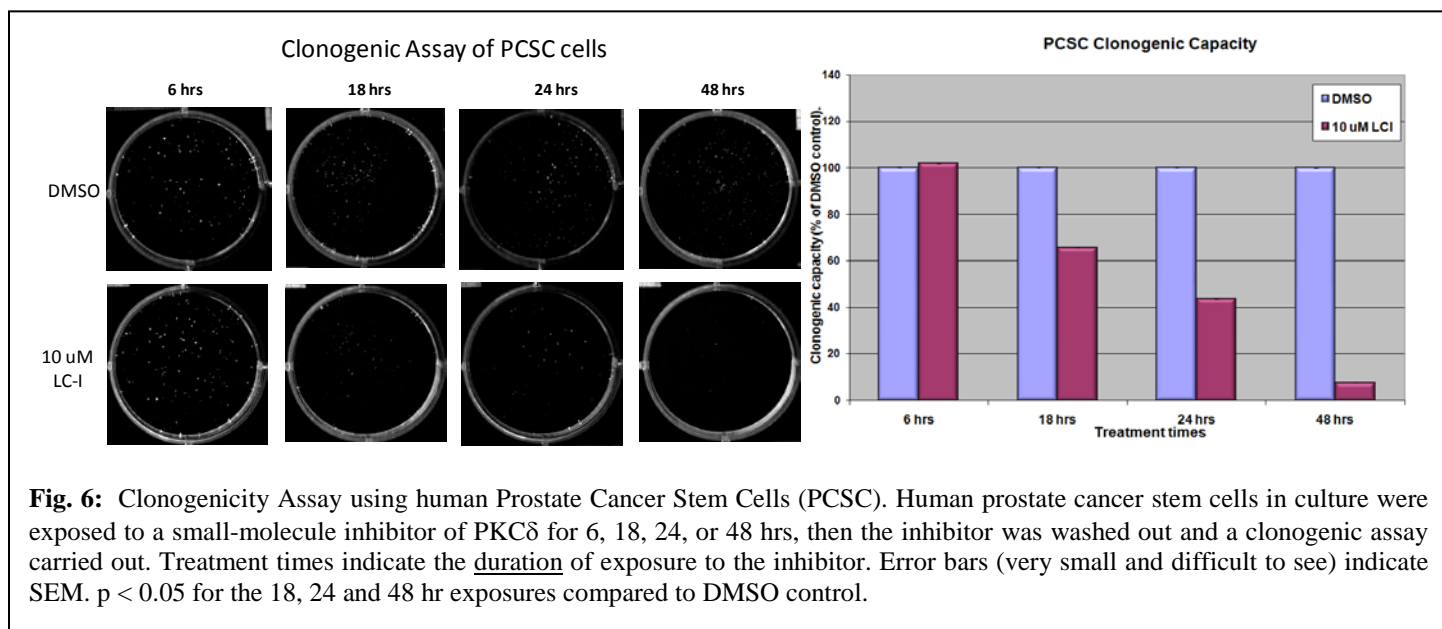 Clonogenic Assay of PCSC cells
6 hrs
18 hrs
24 hrs
48 hrs
DMSO
10 uM
LC-I
PCSC Clonogenic Capacity
Clonogenic capacity (% of DMSO control).
140
120
100
80
60
40
20
0
DMSO
10 uM LCI
6 hrs
18 hrs
24 hrs
48 hrs
Treatment times
Fig. 6: Clonogenicity Assay using human Prostate Cancer Stem Cells (PCSC). Human prostate cancer stem cells in culture were
exposed to a small-molecule inhibitor of PKCδ for 6, 18, 24, or 48 hrs, then the inhibitor was washed out and a clonogenic assay
carried out. Treatment times indicate the duration of exposure to the inhibitor. Error bars (very small and difficult to see) indicate
SEM. p < 0.05 for the 18, 24 and 48 hr exposures compared to DMSO control.